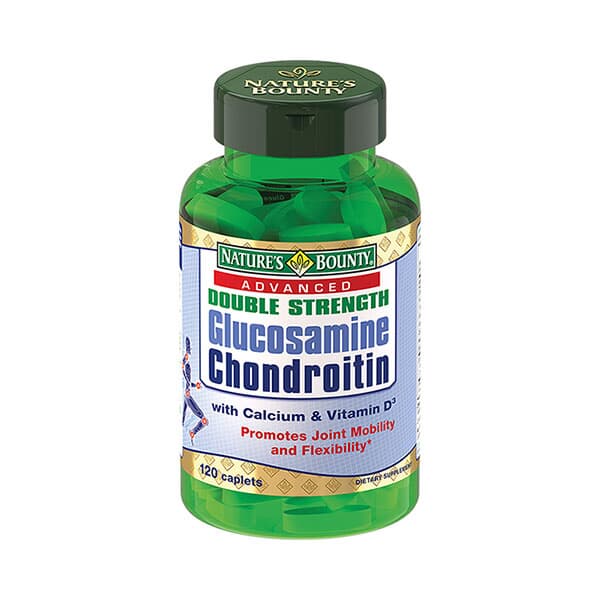 NATURE'S
BOUNTY
NATURE'S BOUNTY®
ADVANCED
DOUBLE STRENGTH
Glucosamine
Chondroitin
with Calcium & Vitamin D³
Promotes Joint Mobility
and Flexibility*
120 caplets
DIETARY SUPPLEMENT